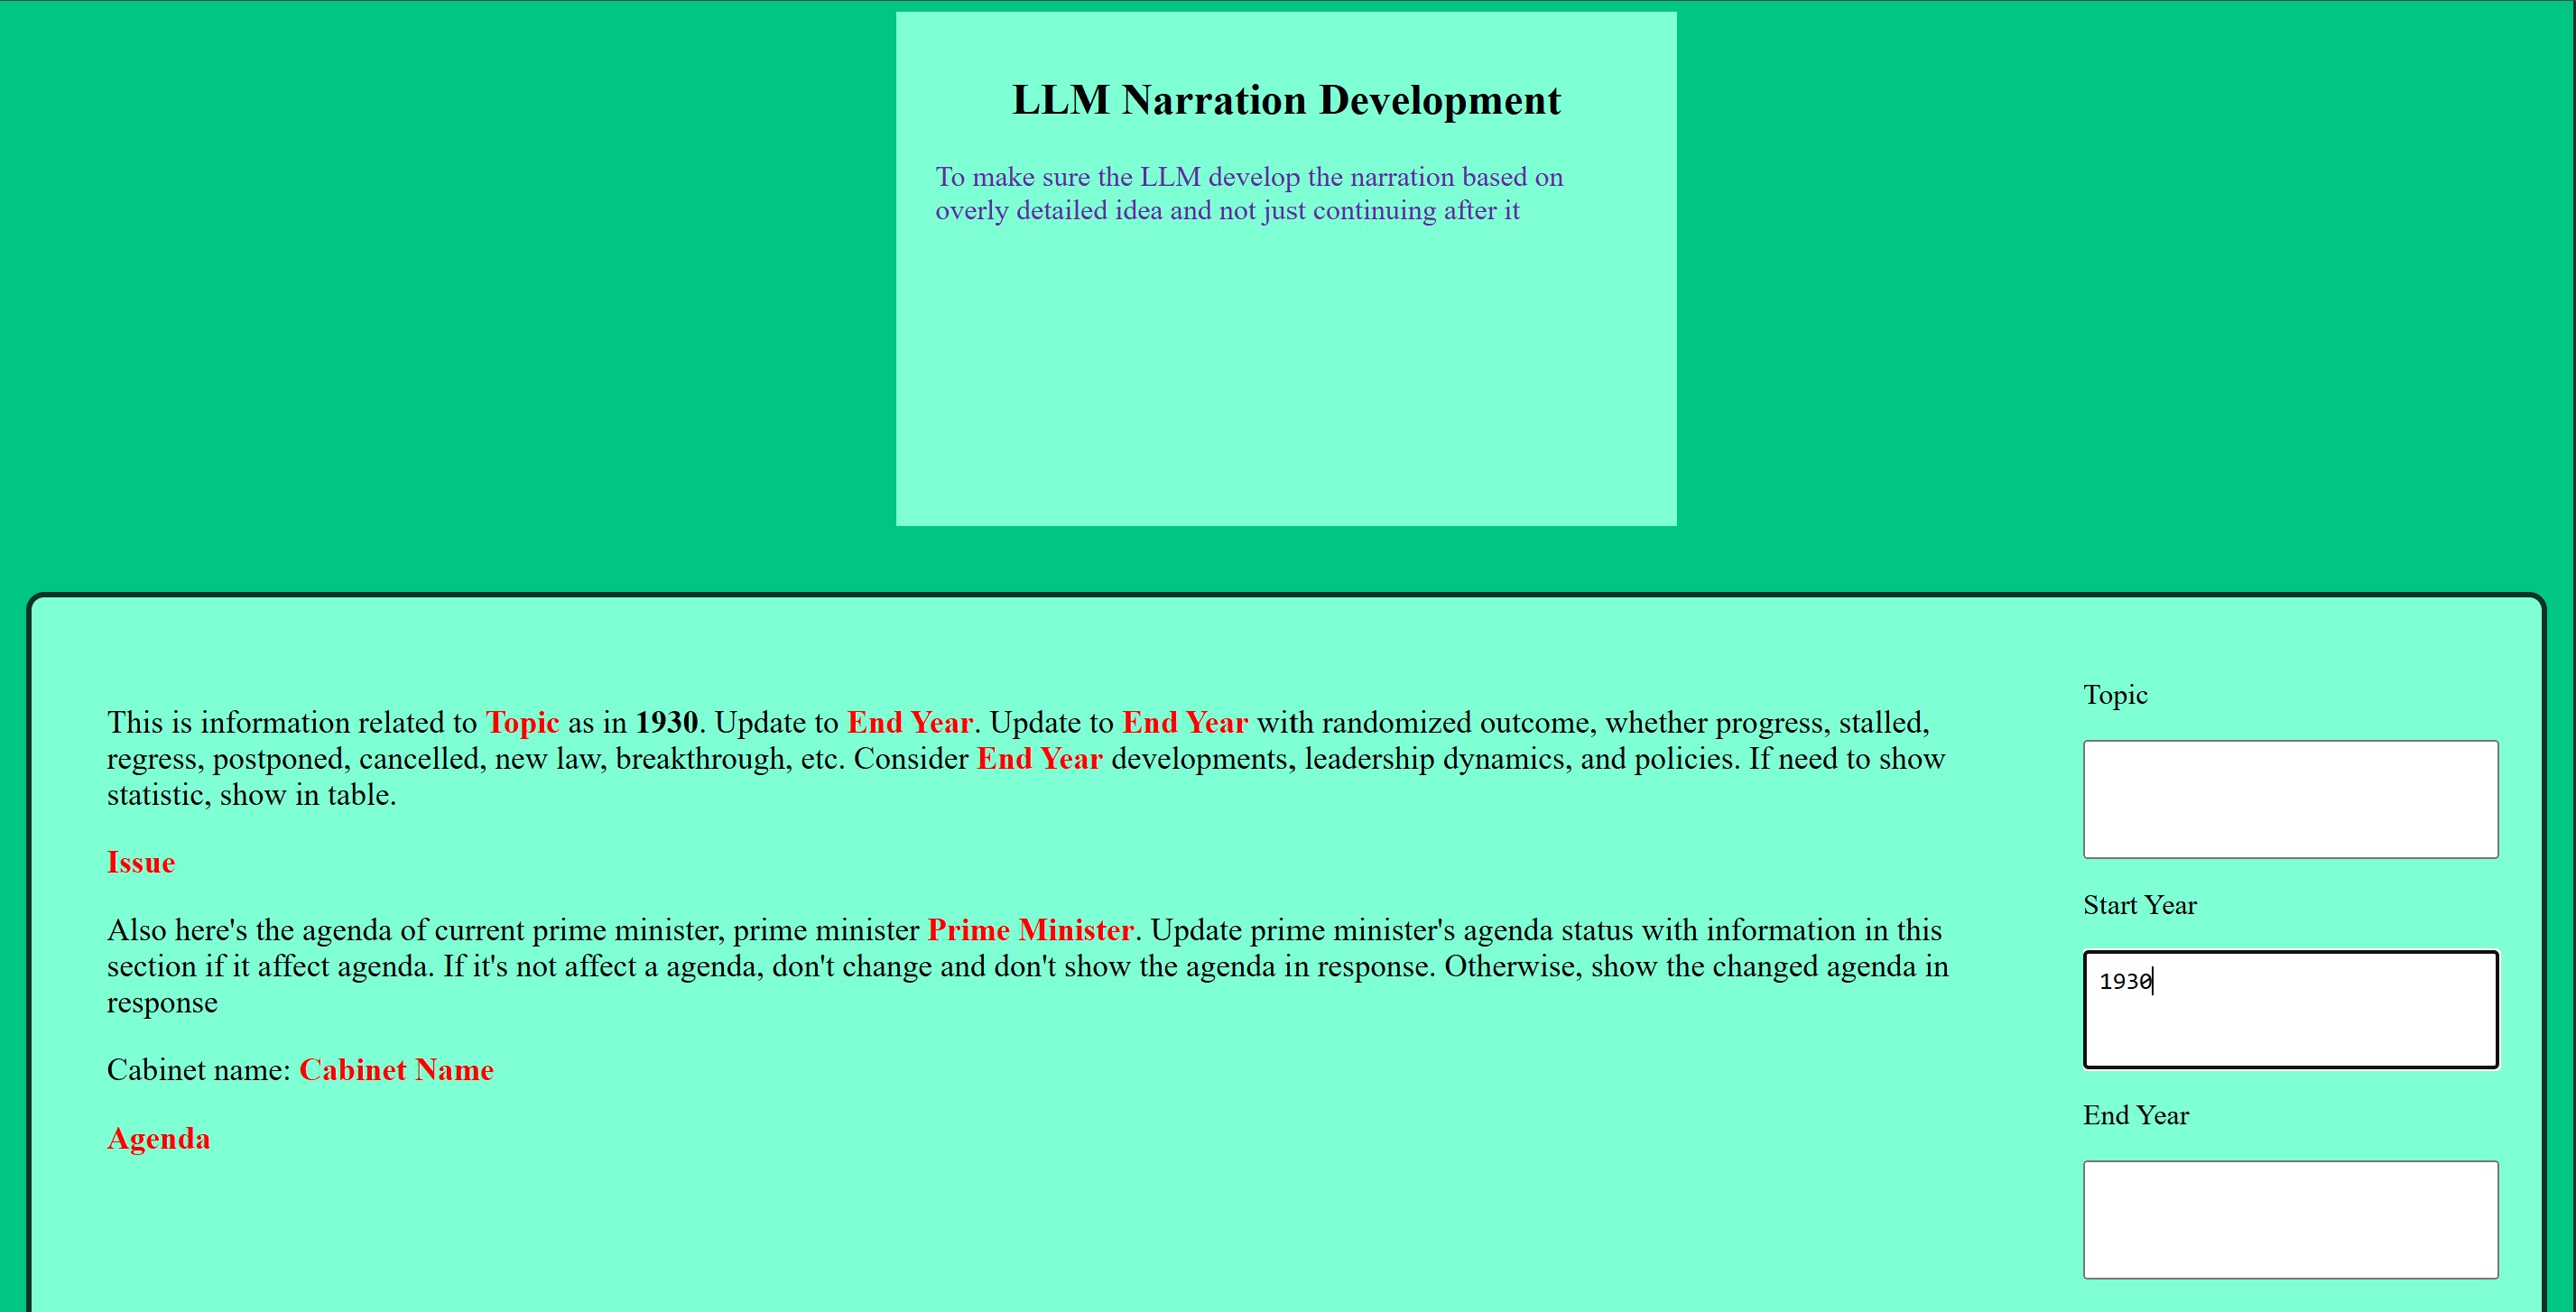 LLM Narration Development
To make sure the LLM develop the narration based on
overly detailed idea and not just continuing after it
This is information related to Topic as in 1930. Update to End Year. Update to End Year with randomized outcome, whether progress, stalled,
regress, postponed, cancelled, new law, breakthrough, etc. Consider End Year developments, leadership dynamics, and policies. If need to show
statistic, show in table.
Issue
Also here's the agenda of current prime minister, prime minister Prime Minister. Update prime minister's agenda status with information in this
section if it affect agenda. If it's not affect a agenda, don't change and don't show the agenda in response. Otherwise, show the changed agenda in
response
Cabinet name: Cabinet Name
Agenda
Topic
Start Year
1930
End Year